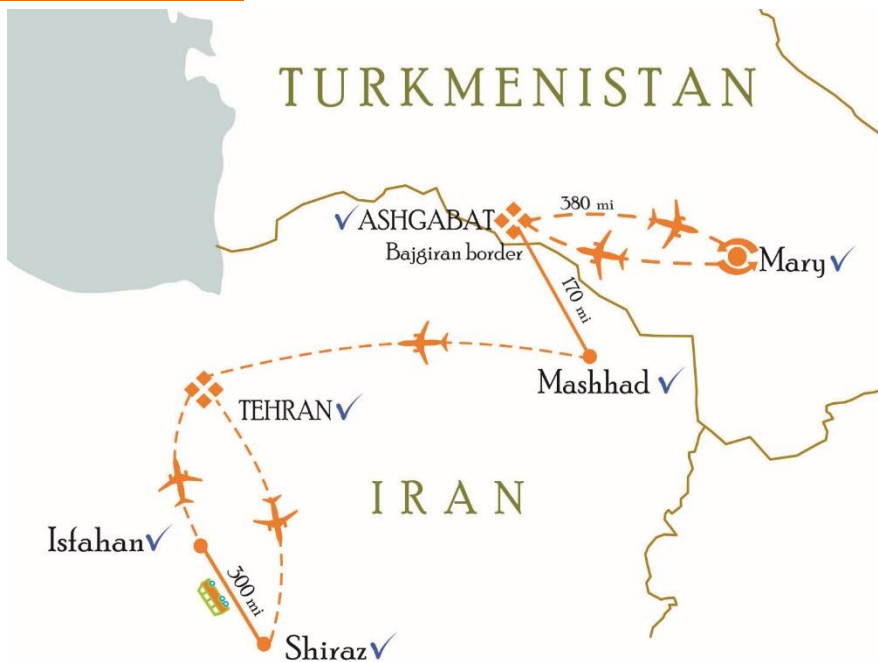 TURKMENISTAN
380 mi
ASHGABAT
Bajgiran border
Mary
170 mi
Mashhad
TEHRAN
IRAN
Isfahan
300 mi
Shiraz